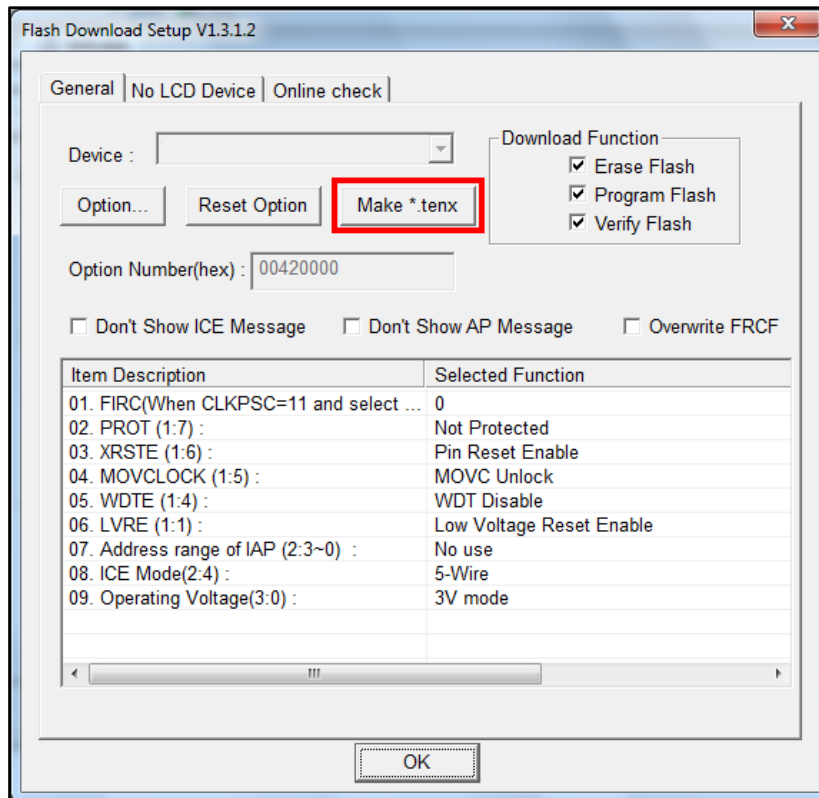 Flash Download Setup V1.3.1.2
General No LCD Device Online check
Device :
Download Function
Erase Flash
Program Flash
Verify Flash
Option... Reset Option Make *.tenx
Option Number(hex) : 00420000
Don't Show ICE Message Don't Show AP Message Overwrite FRCF
Item Description Selected Function
01. FIRC(When CLKPSC=11 and select ... 0
02. PROT (1:7) : Not Protected
03. XRSTE (1:6) : Pin Reset Enable
04. MOVCLOCK (1:5) : MOVC Unlock
05. WDTE (1:4) : WDT Disable
06. LVRE (1:1) : Low Voltage Reset Enable
07. Address range of IAP (2:3~0) : No use
08. ICE Mode(2:4) : 5-Wire
09. Operating Voltage(3:0) : 3V mode
OK